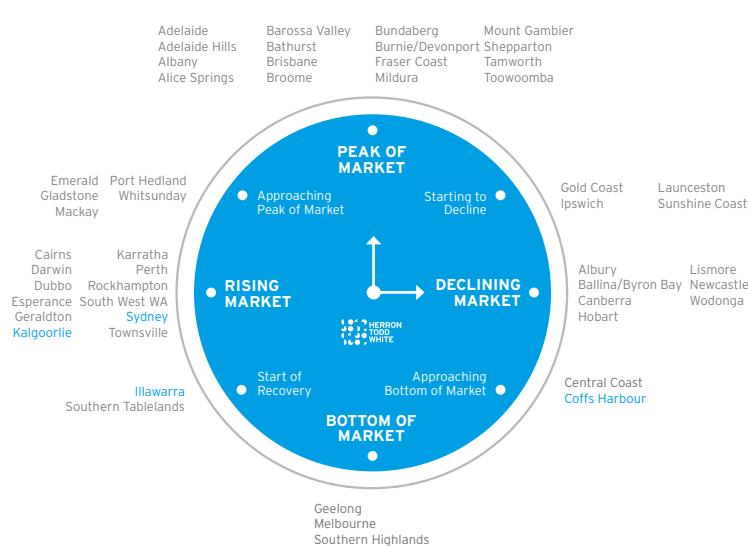 Adelaide Barossa Valley Bundaberg Mount Gambier
Adelaide Hills Bathurst Burnie/Devonport Shepparton
Albany Brisbane Fraser Coast Tamworth
Alice Springs Broome Mildura Toowoomba
PEAK OF
MARKET
Emerald Port Hedland
Gladstone Whitsunday
Mackay
Approaching
Peak of Market
Starting to
Decline
Gold Coast Launceston
Ipswich Sunshine Coast
Cairns Karratha
Darwin Perth
Dubbo Rockhampton
Esperance South West WA
Geraldton Sydney
Kalgoorlie Townsville
RISING
MARKET
DECLINING
MARKET
Albury Lismore
Ballina/Byron Bay Newcastle
Canberra Wodonga
Hobart
HERRON
TODD
WHITE
Illawarra
Southern Tablelands
Start of
Recovery
Approaching
Bottom of Market
Central Coast
Coffs Harbour
BOTTOM OF
MARKET
Geelong
Melbourne
Southern Highlands